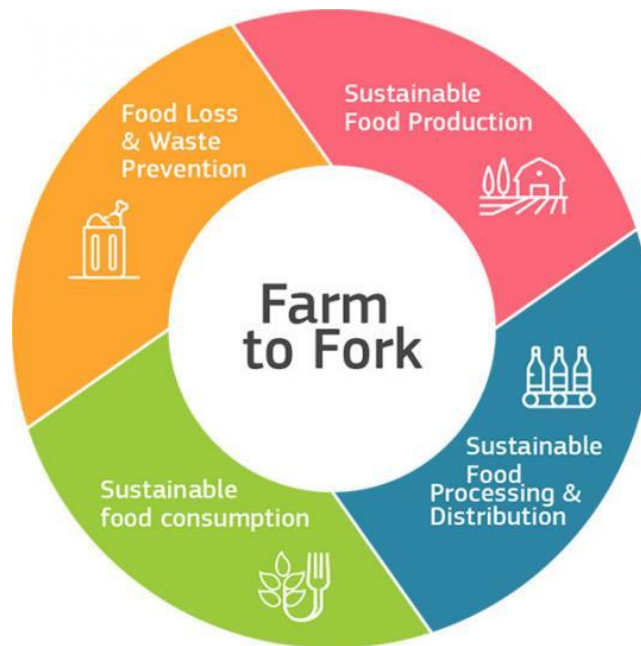 Farm
to Fork
Sustainable
Food Production
Sustainable
Food
Processing &
Distribution
Sustainable
food consumption
Food Loss
& Waste
Prevention